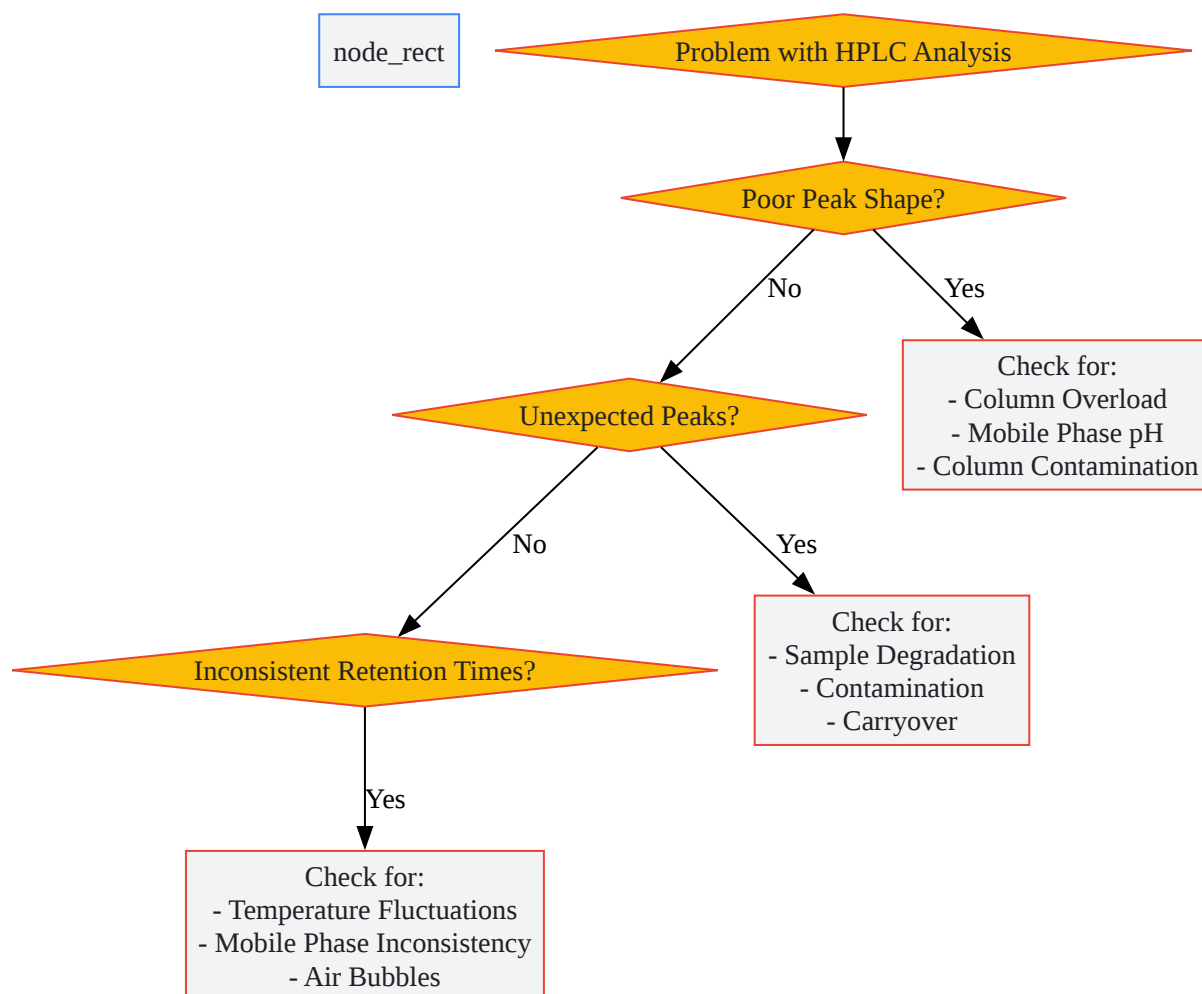 node_rect
Problem with HPLC Analysis
Poor Peak Shape?
No
Yes
Check for:
- Column Overload
- Mobile Phase pH
- Column Contamination
Unexpected Peaks?
No
Yes
Check for:
- Sample Degradation
- Contamination
- Carryover
Inconsistent Retention Times?
Yes
Check for:
- Temperature Fluctuations
- Mobile Phase Inconsistency
- Air Bubbles